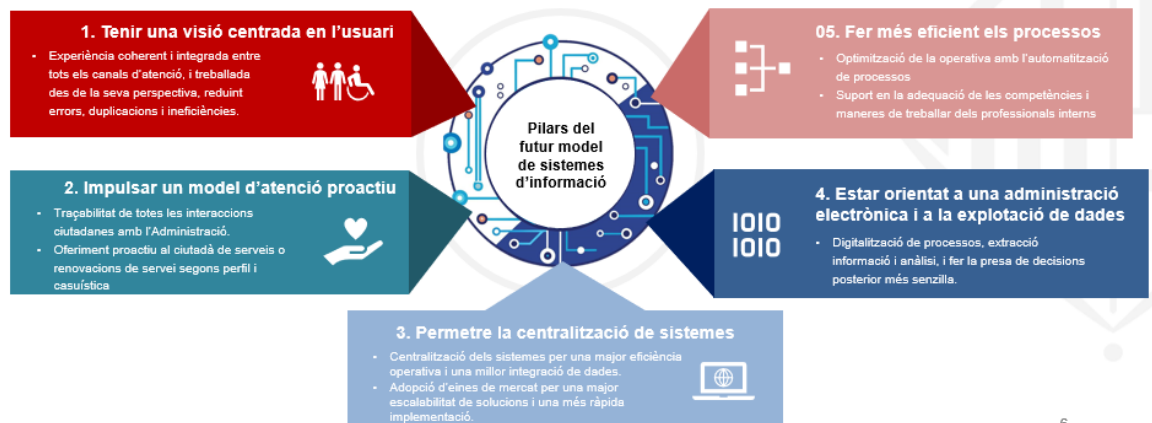 1. Tenir una visió centrada en l'usuari
- Experiència coherent i integrada entre
tots els canals d'atenció, i treballada
des de la seva perspectiva, reduint
errors, duplicacions i ineficiències.
2. Impulsar un model d'atenció proactiu
- Traçabilitat de totes les interaccions
ciutadanes amb l'Administració.
- Oferiment proactiu al ciutadà de serveis o
renovacions de servei segons perfil i
casuística
Pilars del
futur model
de sistemes
d'informació
3. Permetre la centralització de sistemes
- Centralització dels sistemes per una major eficiència
operativa i una millor integració de dades.
- Adopció d'eines de mercat per una major
escalabilitat de solucions i una més ràpida
implementació.
05. Fer més eficient els processos
- Optimització de la operativa amb l'automatització
de processos
- Suport en la adequació de les competències i
maneres de treballar dels professionals interns
4. Estar orientat a una administració
electrònica i a la explotació de dades
- Digitalització de processos, extracció
informació i anàlisi, i fer la presa de decisions
posterior més senzilla.
IOIO
IOIO